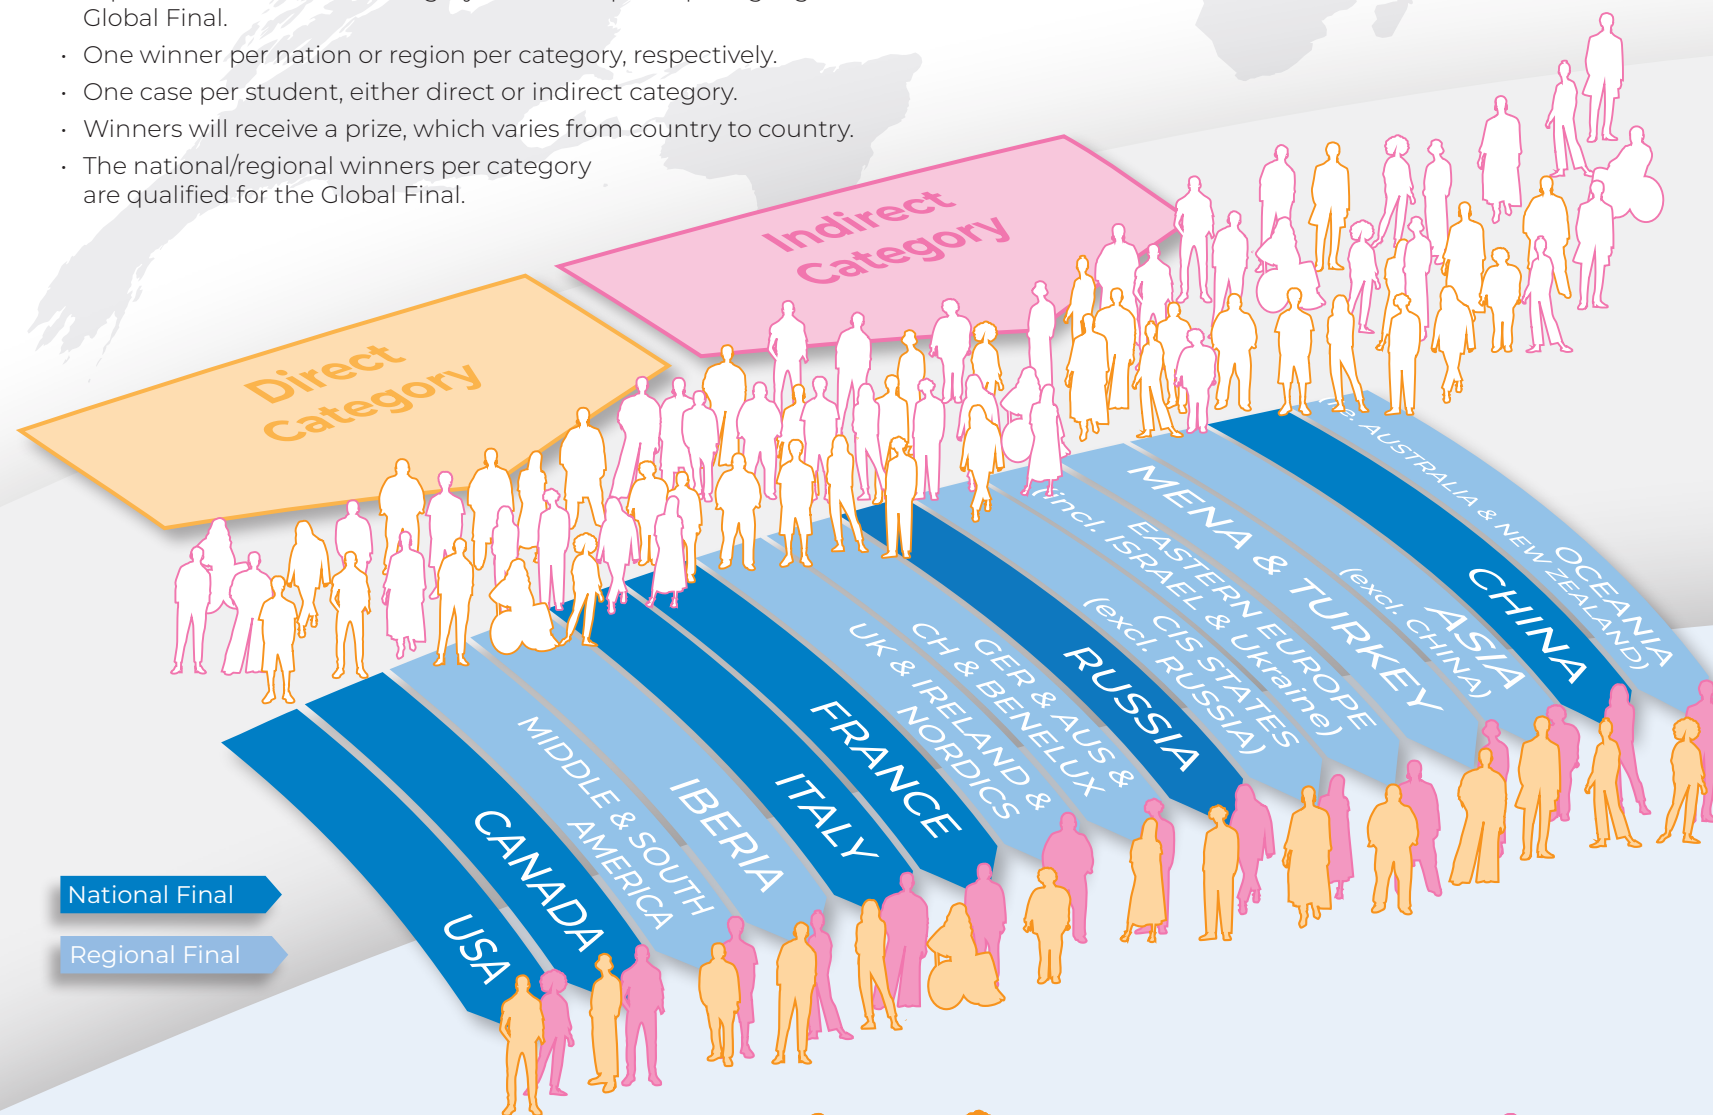 Global Final.
· One winner per nation or region per category, respectively.
· One case per student, either direct or indirect category.
· Winners will receive a prize, which varies from country to country.
· The national/regional winners per category
are qualified for the Global Final.
Indirect
Category
Direct
Category
USA
CANADA
MIDDLE & SOUTH
AMERICA
IBERIA
ITALY
FRANCE
UK & IRELAND &
NORDICS
GER & AUS &
CH & BENELUX
RUSSIA
CIS STATES
(excl. RUSSIA)
EASTERN EUROPE
(incl. ISRAEL & Ukraine)
MENA & TURKEY
ASIA
(excl. CHINA)
CHINA
OCEANIA
AUSTRALIA & NEW ZEALAND)
National Final
Regional Final